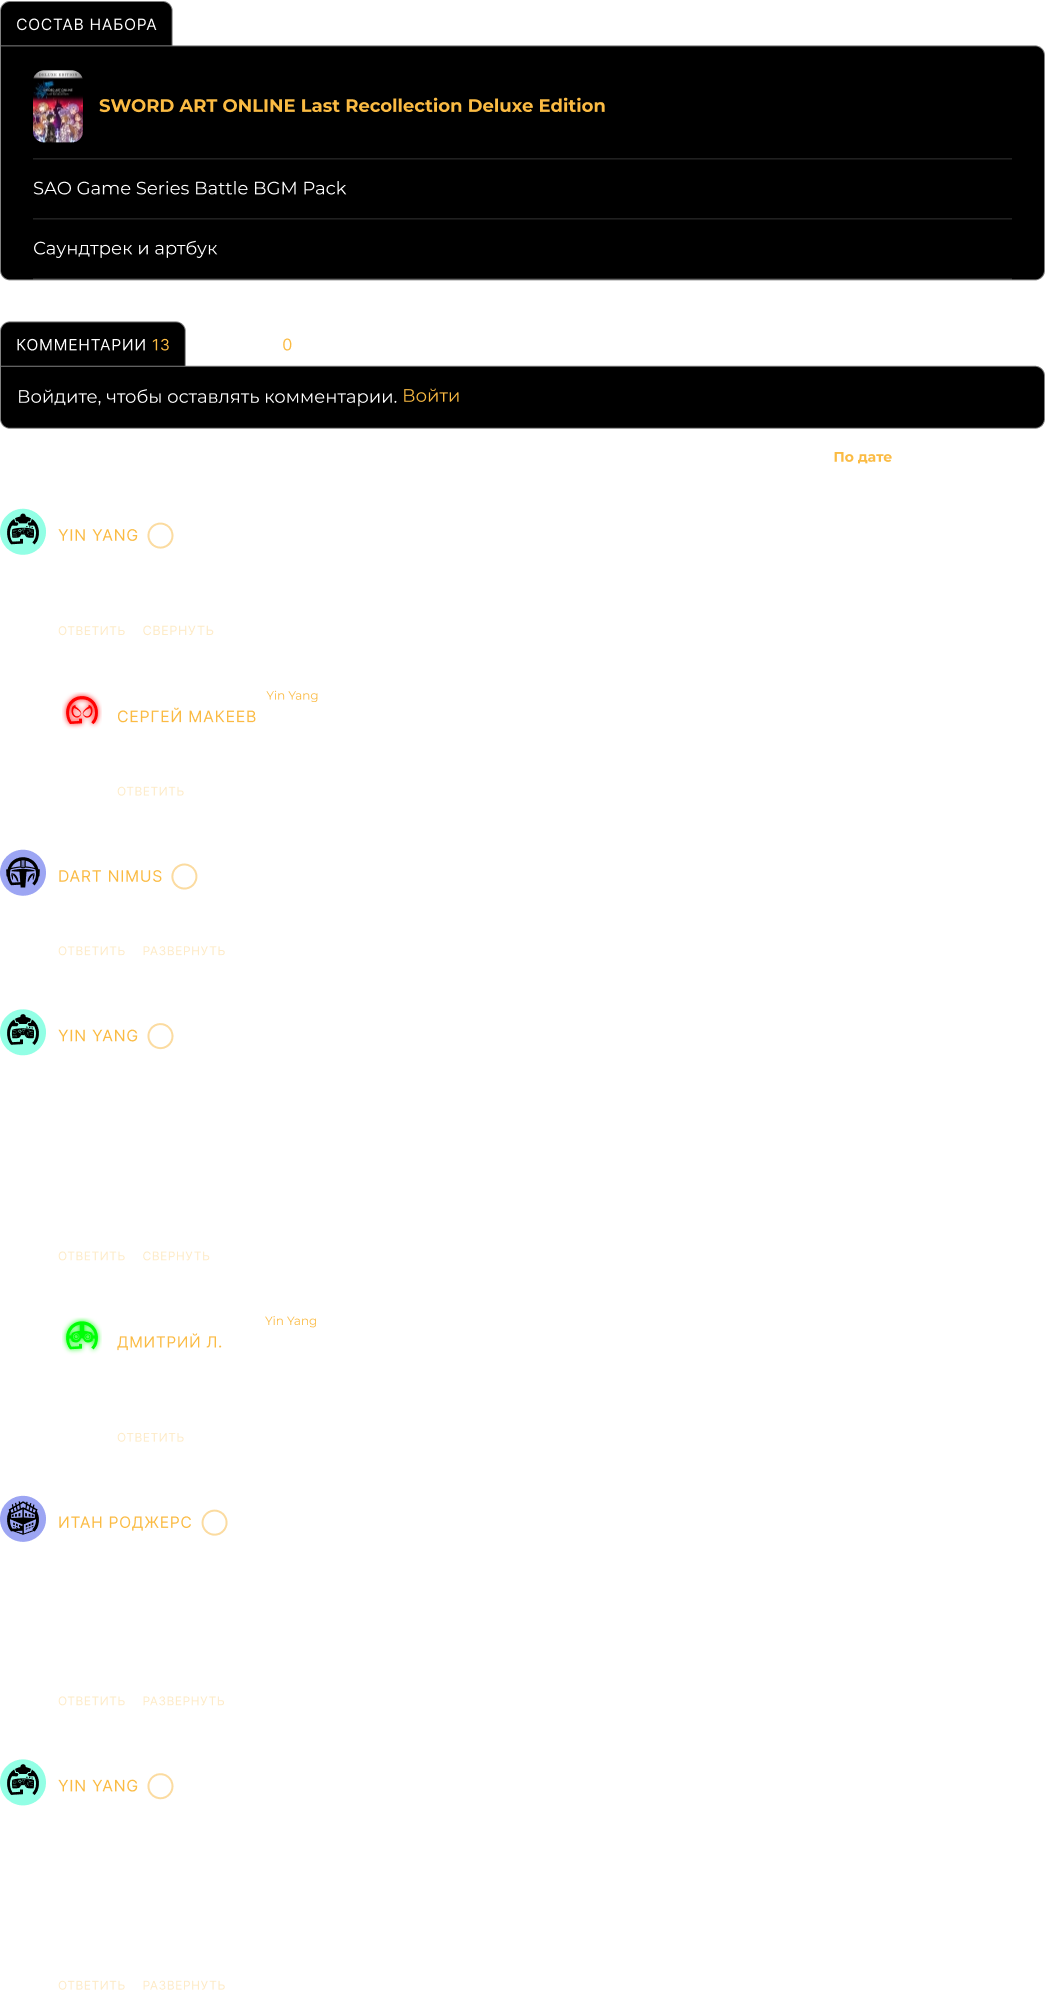 СОСТАВ НАБОРА
SWORD ART ONLINE Last Recollection Deluxe Edition
SAO Game Series Battle BGM Pack
Саундтрек и артбук
КОММЕНТАРИИ 13 0
Войдите, чтобы оставлять комментарии. Войти
По дате
YIN YANG
ОТВЕТИТЬ СВЕРНУТЬ
Yin Yang
СЕРГЕЙ МАКЕЕВ
ОТВЕТИТЬ
DART NIMUS
ОТВЕТИТЬ РАЗВЕРНУТЬ
YIN YANG
ОТВЕТИТЬ СВЕРНУТЬ
Yin Yang
ДМИТРИЙ Л.
ОТВЕТИТЬ
ИТАН РОДЖЕРС
ОТВЕТИТЬ РАЗВЕРНУТЬ
YIN YANG
ОТВЕТИТЬ РАЗВЕРНУТЬ